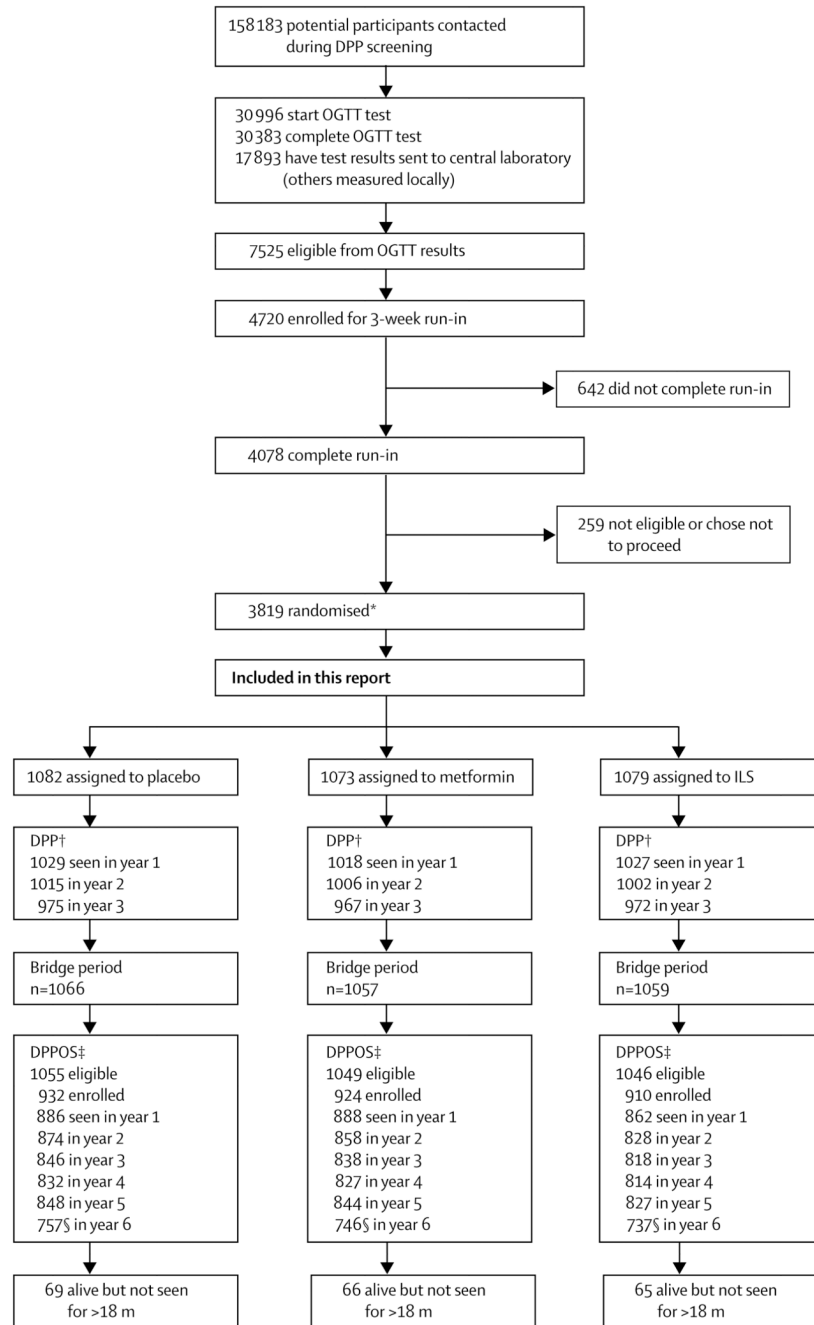 158183 potential participants contacted
during DPP screening
30996 start OGTT test
30383 complete OGTT test
17893 have test results sent to central laboratory
(others measured locally)
7525 eligible from OGTT results
4720 enrolled for 3-week run-in
642 did not complete run-in
4078 complete run-in
259 not eligible or chose not
to proceed
3819 randomised*
Included in this report
1082 assigned to placebo
1073 assigned to metformin
1079 assigned to ILS
DPP†
1029 seen in year 1
1015 in year 2
975 in year 3
DPP†
1018 seen in year 1
1006 in year 2
967 in year 3
DPP†
1027 seen in year 1
1002 in year 2
972 in year 3
Bridge period
n=1066
Bridge period
n=1057
Bridge period
n=1059
DPPOS‡
1055 eligible
932 enrolled
886 seen in year 1
874 in year 2
846 in year 3
832 in year 4
848 in year 5
757§ in year 6
DPPOS‡
1049 eligible
924 enrolled
888 seen in year 1
858 in year 2
838 in year 3
827 in year 4
844 in year 5
746§ in year 6
DPPOS‡
1046 eligible
910 enrolled
862 seen in year 1
828 in year 2
818 in year 3
814 in year 4
827 in year 5
737§ in year 6
69 alive but not seen
for >18 m
66 alive but not seen
for >18 m
65 alive but not seen
for >18 m